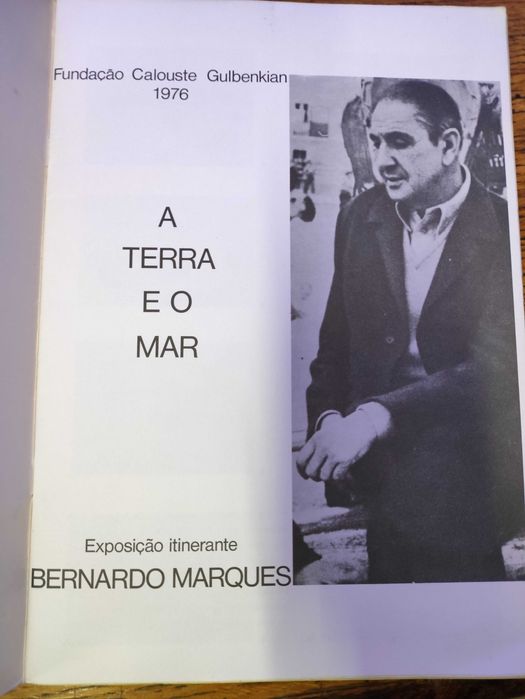 Fundação Calouste Gulbenkian
1976
A
TERRA
E O
MAR
Exposição itinerante
BERNARDO MARQUES